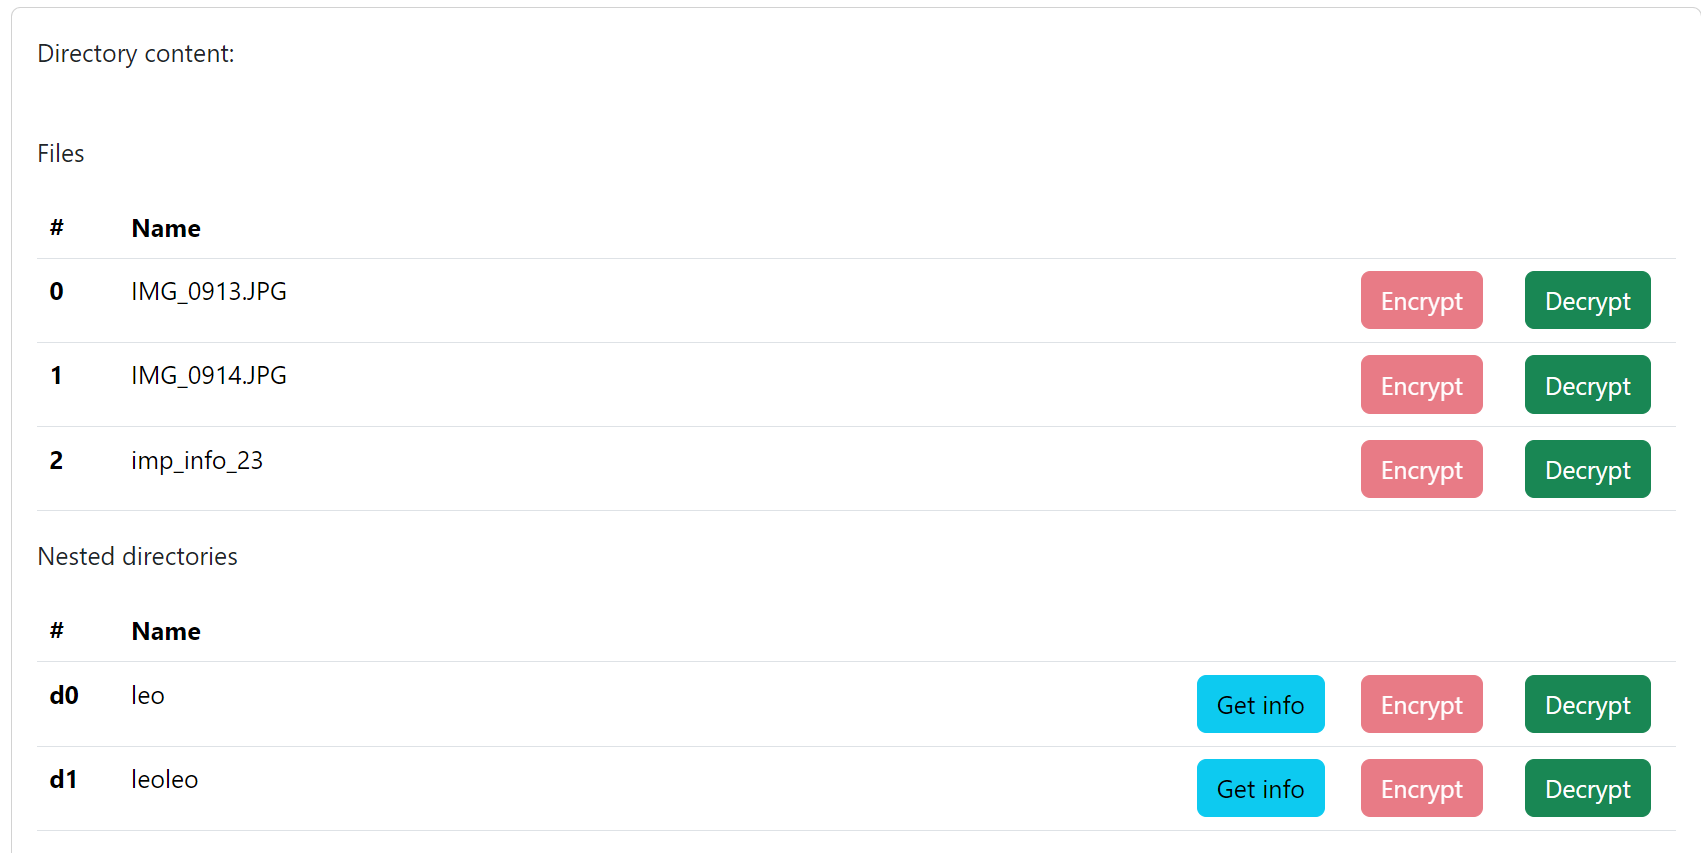 Directory content:
Files
# Name
0 IMG_0913.JPG Encrypt Decrypt
1 IMG_0914.JPG Encrypt Decrypt
2 imp_info_23 Encrypt Decrypt
Nested directories
# Name
d0 leo Get info Encrypt Decrypt
d1 leoleo Get info Encrypt Decrypt